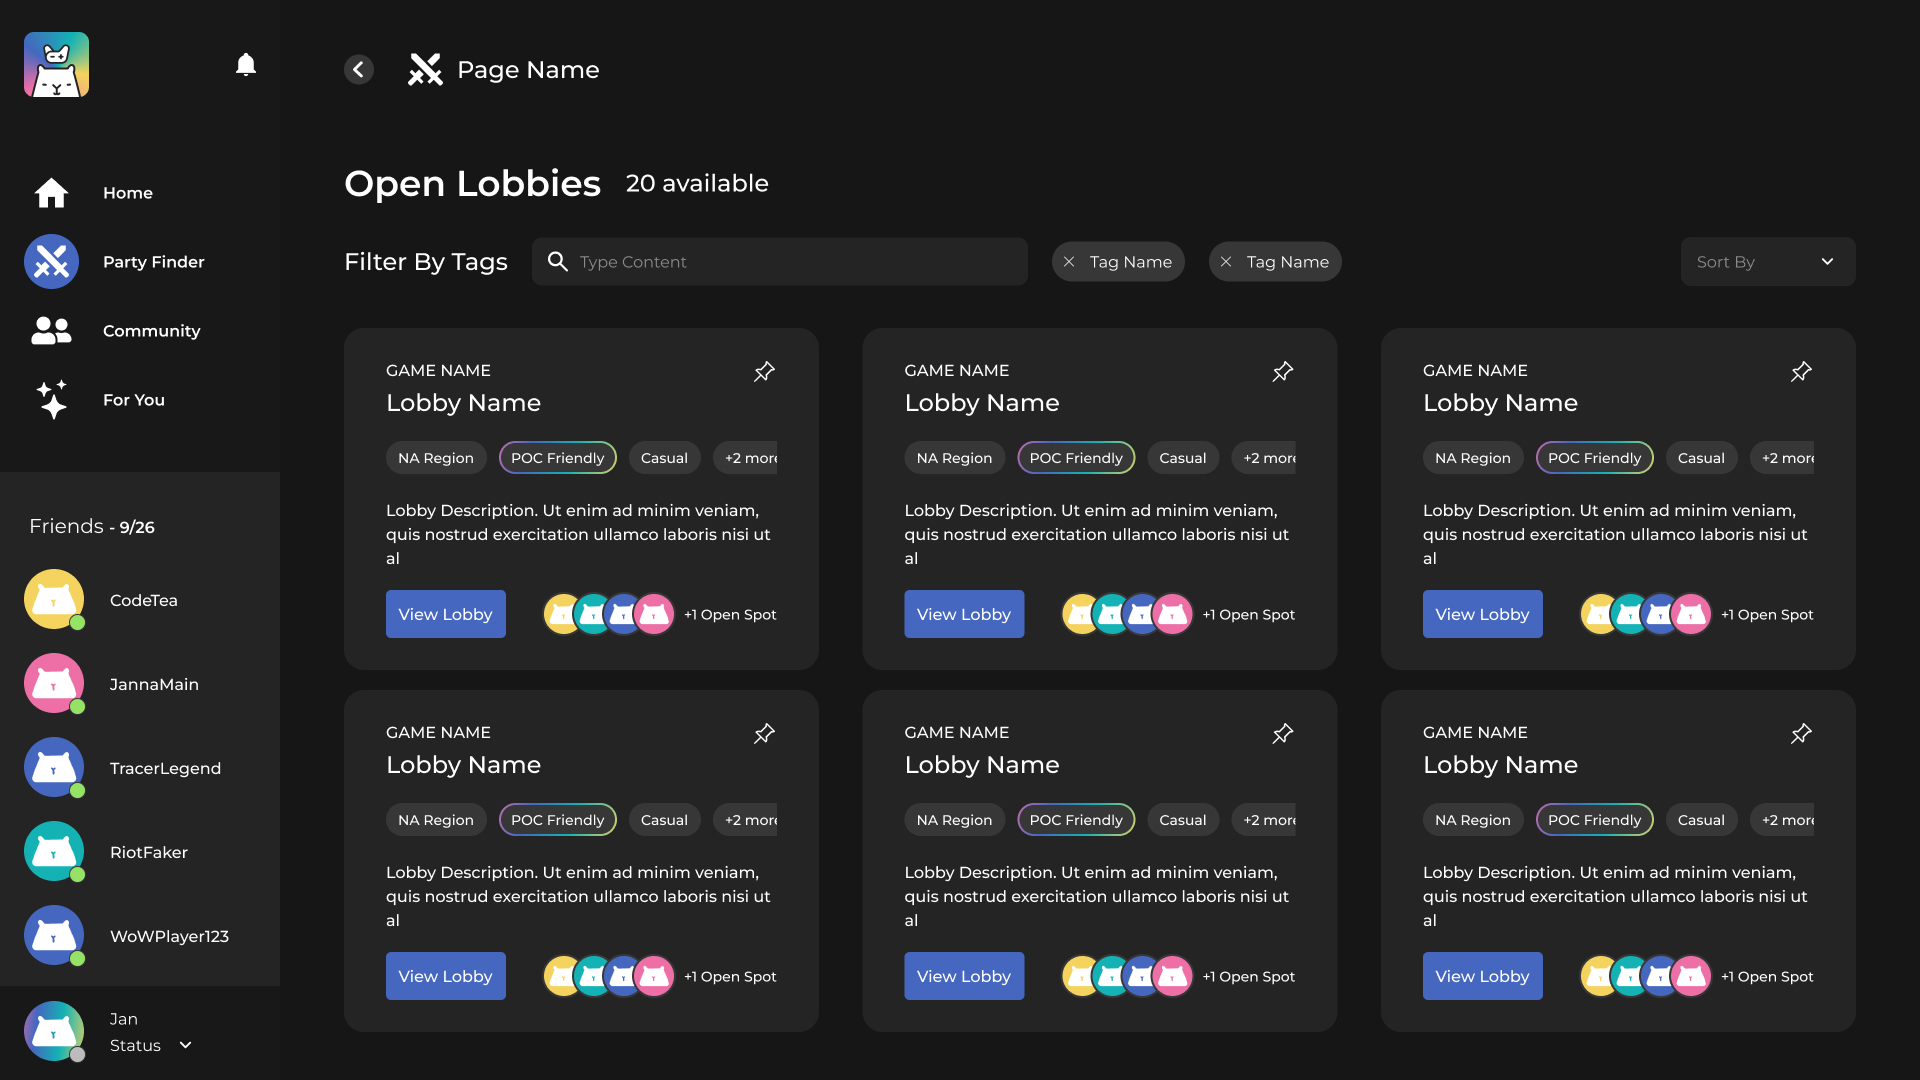 Page Name
Home
Party Finder
Community
For You
Friends - 9/26
CodeTea
JannaMain
TracerLegend
RiotFaker
WoWPlayer123
Jan
Status
Open Lobbies 20 available
Filter By Tags Type Content Tag Name Tag Name Sort By
GAME NAME
Lobby Name
NA Region POC Friendly Casual +2 more
Lobby Description. Ut enim ad minim veniam,
quis nostrud exercitation ullamco laboris nisi ut
al
View Lobby +1 Open Spot
GAME NAME
Lobby Name
NA Region POC Friendly Casual +2 more
Lobby Description. Ut enim ad minim veniam,
quis nostrud exercitation ullamco laboris nisi ut
al
View Lobby +1 Open Spot
GAME NAME
Lobby Name
NA Region POC Friendly Casual +2 more
Lobby Description. Ut enim ad minim veniam,
quis nostrud exercitation ullamco laboris nisi ut
al
View Lobby +1 Open Spot
GAME NAME
Lobby Name
NA Region POC Friendly Casual +2 more
Lobby Description. Ut enim ad minim veniam,
quis nostrud exercitation ullamco laboris nisi ut
al
View Lobby +1 Open Spot
GAME NAME
Lobby Name
NA Region POC Friendly Casual +2 more
Lobby Description. Ut enim ad minim veniam,
quis nostrud exercitation ullamco laboris nisi ut
al
View Lobby +1 Open Spot
GAME NAME
Lobby Name
NA Region POC Friendly Casual +2 more
Lobby Description. Ut enim ad minim veniam,
quis nostrud exercitation ullamco laboris nisi ut
al
View Lobby +1 Open Spot